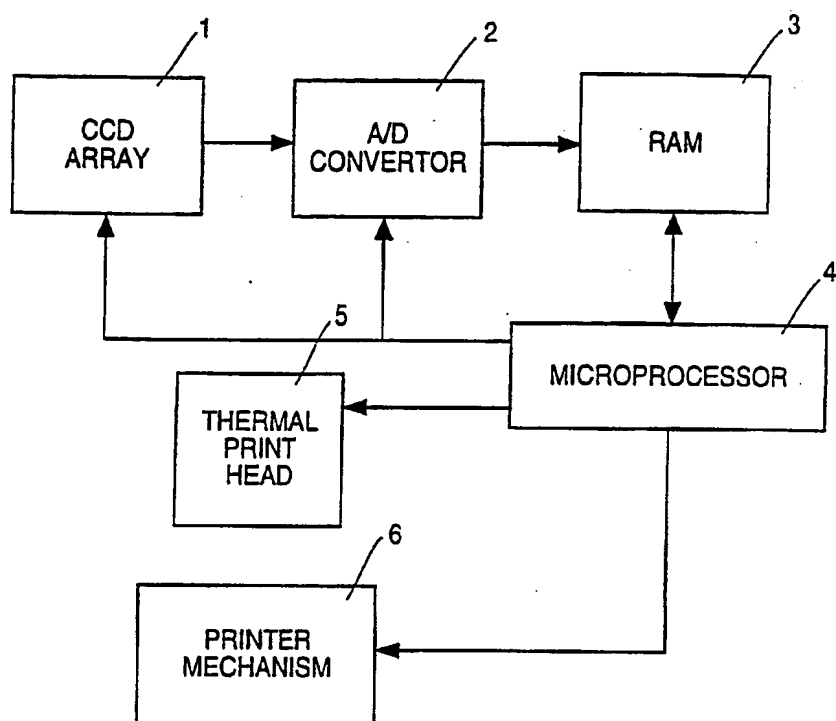 1
2
3
CCD
ARRAY
A/D
CONVERTOR
RAM
4
5
MICROPROCESSOR
THERMAL
PRINT
HEAD
6
PRINTER
MECHANISM